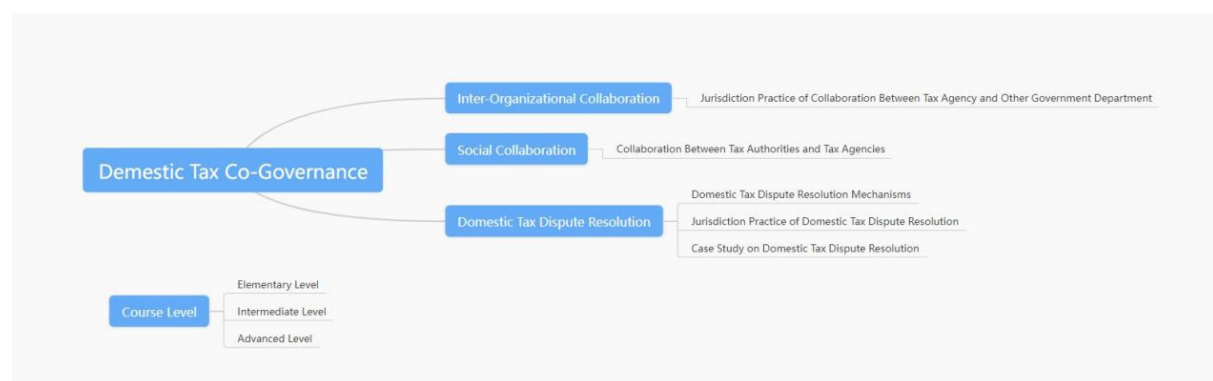 Inter-Organizational Collaboration
Jurisdiction Practice of Collaboration Between Tax Agency and Other Government Department
Social Collaboration
Collaboration Between Tax Authorities and Tax Agencies
Demestic Tax Co-Governance
Domestic Tax Dispute Resolution Mechanisms
Domestic Tax Dispute Resolution
Jurisdiction Practice of Domestic Tax Dispute Resolution
Case Study on Domestic Tax Dispute Resolution
Elementary Level
Course Level
Intermediate Level
Advanced Level